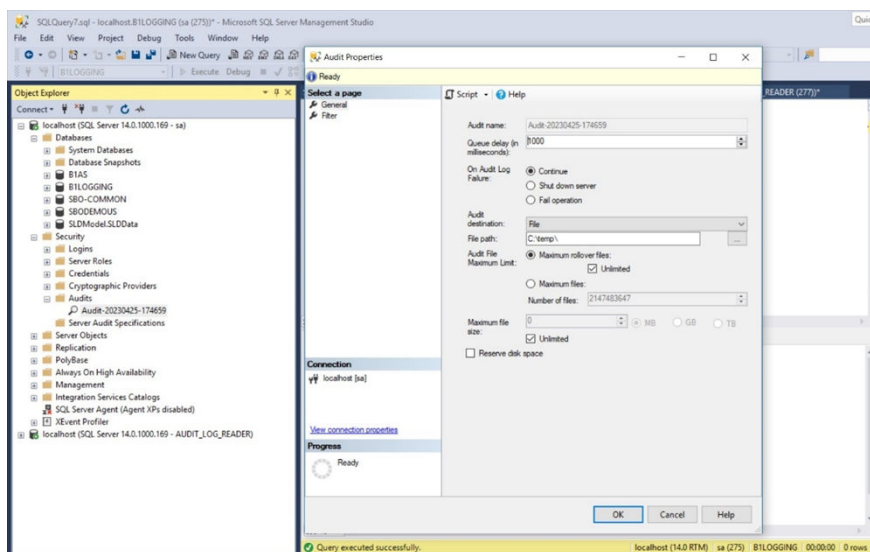 SQLQuery7.sql - localhost.B1LOGGING (sa (275))* - Microsoft SQL Server Management Studio
File Edit View Project Debug Tools Window Help
New Query
B1LOGGING Execute Debug
Object Explorer
Connect
localhost (SQL Server 14.0.1000.169 - sa)
Databases
System Databases
Database Snapshots
B1AS
B1LOGGING
SBO-COMMON
SBODEMOUS
SLDModel.SLDData
Security
Logins
Server Roles
Credentials
Cryptographic Providers
Audits
Audit-20230425-174659
Server Audit Specifications
Server Objects
Replication
PolyBase
Always On High Availability
Management
Integration Services Catalogs
SQL Server Agent (Agent XPs disabled)
XEvent Profiler
localhost (SQL Server 14.0.1000.169 - AUDIT_LOG_READER)
Audit Properties
Ready
Select a page
General
Filter
Connection
localhost [sa]
View connection properties
Progress
Ready
Script Help
Audit name: Audit-20230425-174659
Queue delay (in milliseconds): 1000
On Audit Log Failure:
Continue
Shut down server
Fail operation
Audit destination: File
File path: C:\temp\ ...
Audit File Maximum Limit:
Maximum rollover files:
Unlimited
Maximum files:
Number of files: 2147483647
Maximum file size: 0 MB GB TB
Unlimited
Reserve disk space
OK Cancel Help
_READER (277))*
Query executed successfully. localhost (14.0 RTM) sa (275) B1LOGGING 00:00:00 0 rows